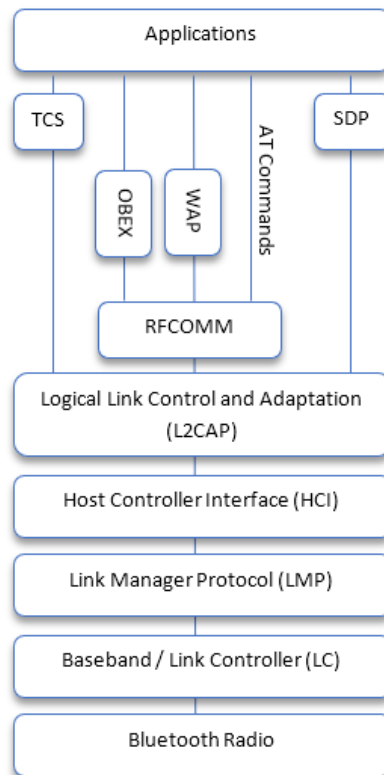 Applications
TCS
SDP
OBEX
WAP
AT Commands
RFCOMM
Logical Link Control and Adaptation
(L2CAP)
Host Controller Interface (HCI)
Link Manager Protocol (LMP)
Baseband / Link Controller (LC)
Bluetooth Radio